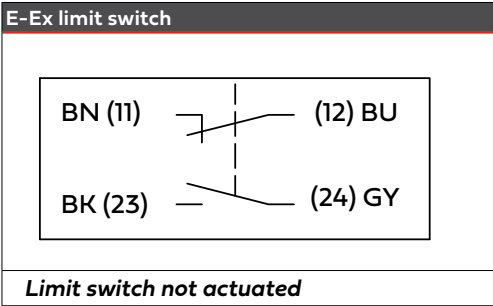 E-Ex limit switch
BN (11) (12) BU
BK (23) (24) GY
Limit switch not actuated